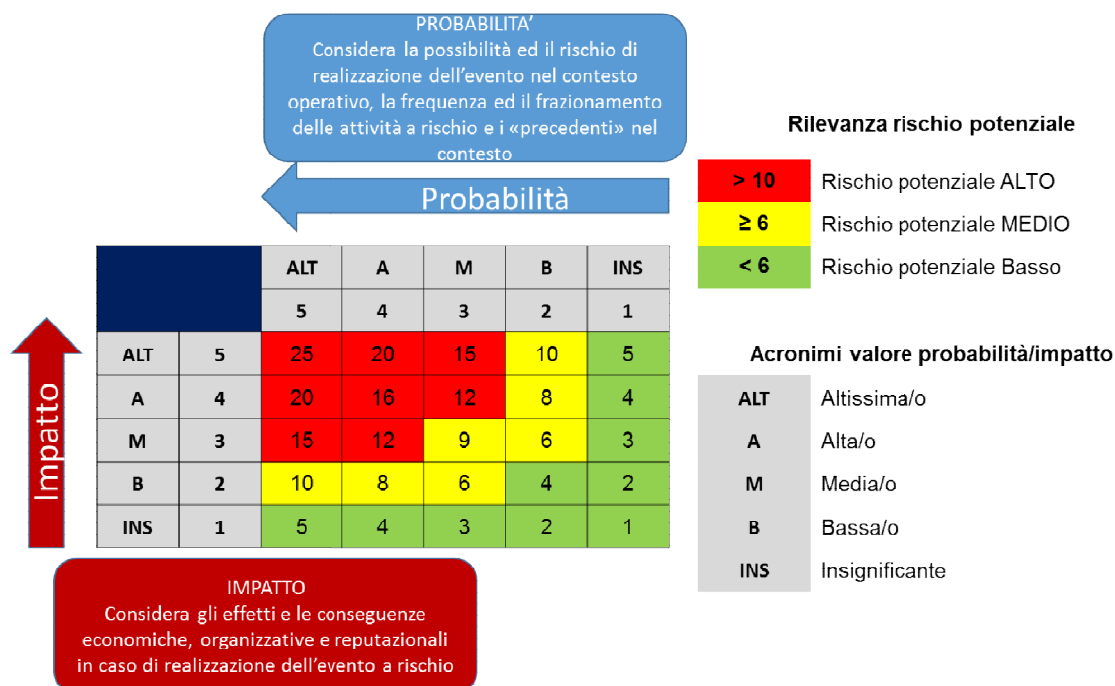 PROBABILITA’
Considera la possibilità ed il rischio di
realizzazione dell’evento nel contesto
operativo, la frequenza ed il frazionamento
delle attività a rischio e i «precedenti» nel
contesto
Probabilità
Rilevanza rischio potenziale
> 10 Rischio potenziale ALTO
≥ 6 Rischio potenziale MEDIO
< 6 Rischio potenziale Basso
ALT A M B INS
5 4 3 2 1
ALT 5 25 20 15 10 5
A 4 20 16 12 8 4
M 3 15 12 9 6 3
B 2 10 8 6 4 2
INS 1 5 4 3 2 1
Impatto
Acronimi valore probabilità/impatto
ALT Altissima/o
A Alta/o
M Media/o
B Bassa/o
INS Insignificante
IMPATTO
Considera gli effetti e le conseguenze
economiche, organizzative e reputazionali
in caso di realizzazione dell’evento a rischio